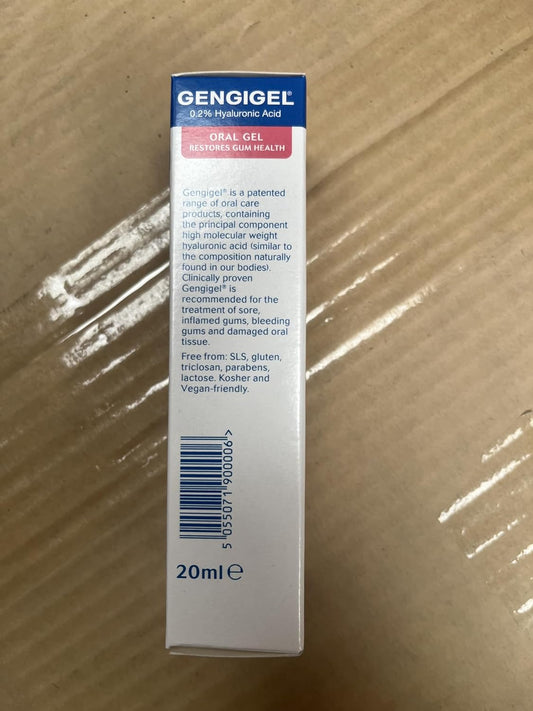 GENGIGEL®
0.2% Hyaluronic Acid
ORAL GEL
RESTORES GUM HEALTH
Gengigel® is a patented
range of oral care
products, containing
the principal component
high molecular weight
hyaluronic acid (similar to
the composition naturally
found in our bodies).
Clinically proven
Gengigel® is
recommended for the
treatment of sore,
inflamed gums, bleeding
gums and damaged oral
tissue.
Free from: SLS, gluten,
triclosan, parabens,
lactose. Kosher and
Vegan-friendly.
5 055071 900006 >
20ml ℮